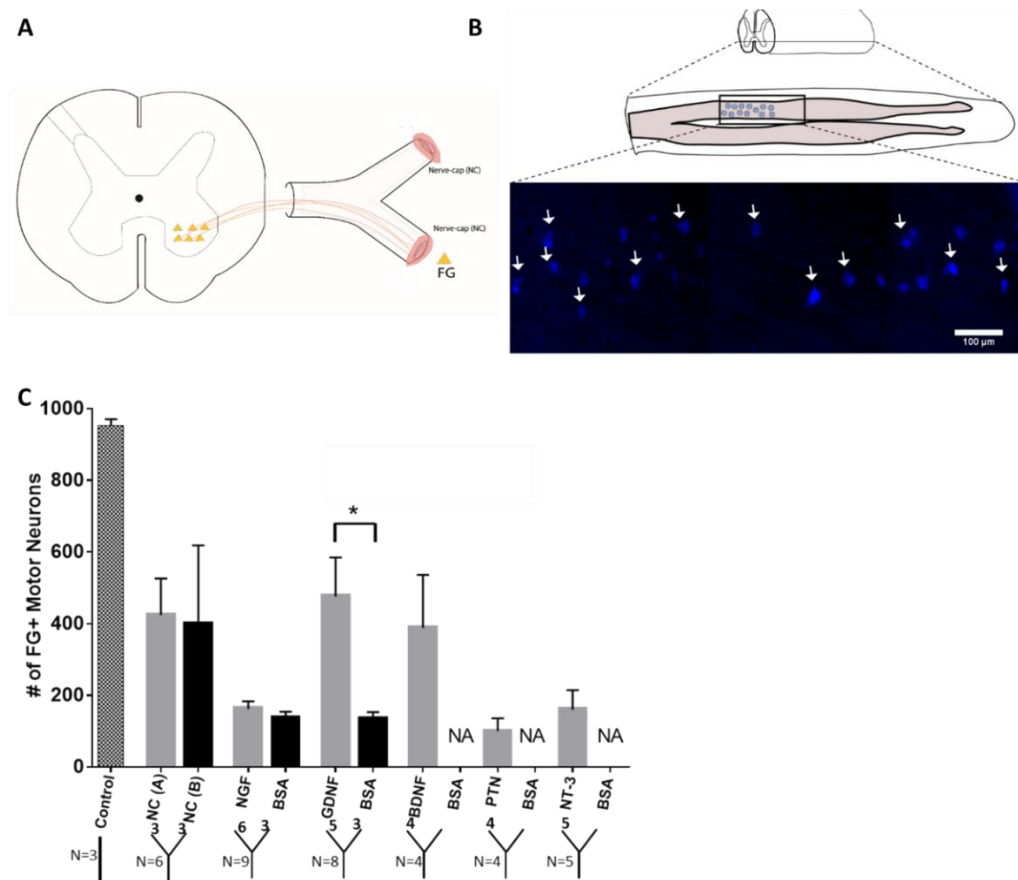 A
B
Nerve-cap (NC)
Nerve-cap (NC)
FG
100 µm
C
# of FG+ Motor Neurons
1000
800
600
400
200
0
*
NA
NA
NA
Control
NC (A)
NC (B)
NGF
BSA
GDNF
BSA
BDNF
BSA
PTN
BSA
NT-3
BSA
3 3 6 3 5 3 4 4 5
N=3
N=6
N=9
N=8
N=4
N=4
N=5